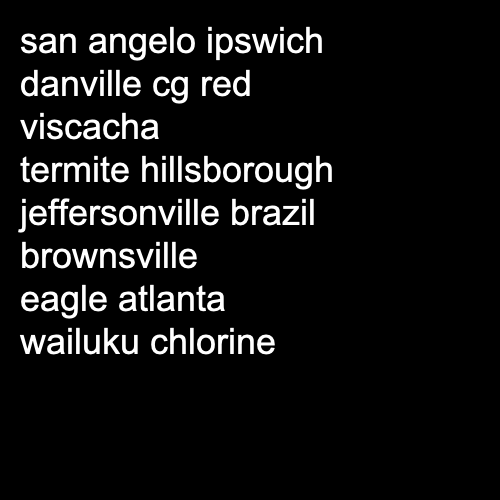 san angelo ipswich
danville cg red
viscacha
termite hillsborough
jeffersonville brazil
brownsville
eagle atlanta
wailuku chlorine